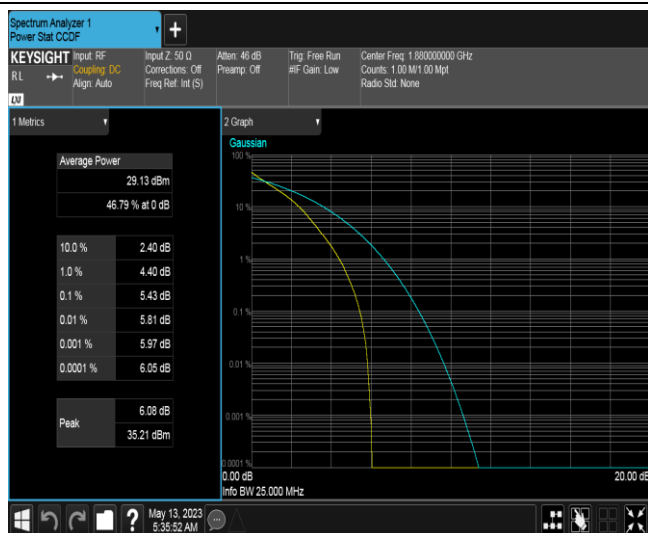 Spectrum Analyzer 1
Power Stat CCDF
KEYSIGHT
RL
LXI
Input: RF
Coupling: DC
Align: Auto
Input Z: 50 Ω
Corrections: Off
Freq Ref: Int (S)
Atten: 46 dB
Preamp: Off
Trig: Free Run
#IF Gain: Low
Center Freq: 1.880000000 GHz
Counts: 1.00 M/1.00 Mpt
Radio Std: None
1 Metrics
Average Power
29.13 dBm
46.79 % at 0 dB
10.0 % 2.40 dB
1.0 % 4.40 dB
0.1 % 5.43 dB
0.01 % 5.81 dB
0.001 % 5.97 dB
0.0001 % 6.05 dB
Peak
6.08 dB
35.21 dBm
2 Graph
Gaussian
100 %
10 %
1 %
0.1 %
0.01 %
0.001 %
0.0001 %
0.00 dB
20.00 dB
Info BW 25.000 MHz
?
May 13, 2023
5:35:52 AM